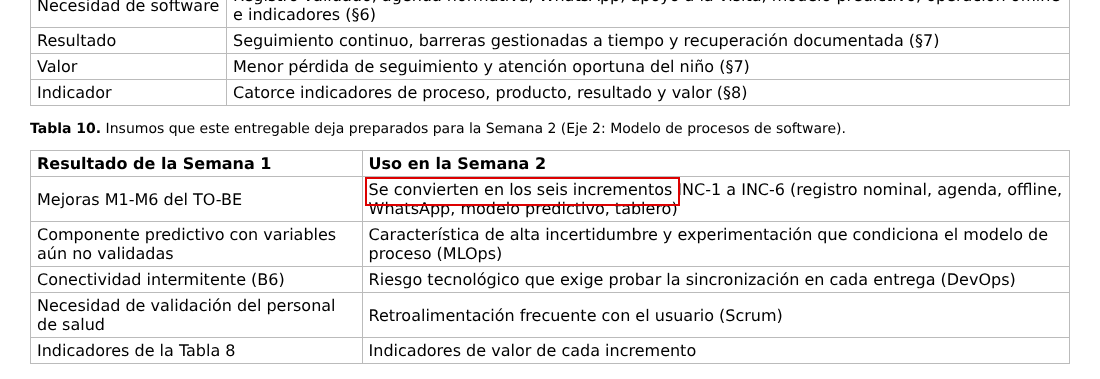 Necesidad de software
e indicadores (§6)
Resultado
Seguimiento continuo, barreras gestionadas a tiempo y recuperación documentada (§7)
Valor
Menor pérdida de seguimiento y atención oportuna del niño (§7)
Indicador
Catorce indicadores de proceso, producto, resultado y valor (§8)
Tabla 10. Insumos que este entregable deja preparados para la Semana 2 (Eje 2: Modelo de procesos de software).
Resultado de la Semana 1
Uso en la Semana 2
Mejoras M1-M6 del TO-BE
Se convierten en los seis incrementos INC-1 a INC-6 (registro nominal, agenda, offline,
WhatsApp, modelo predictivo, tablero)
Componente predictivo con variables
aún no validadas
Característica de alta incertidumbre y experimentación que condiciona el modelo de
proceso (MLOps)
Conectividad intermitente (B6)
Riesgo tecnológico que exige probar la sincronización en cada entrega (DevOps)
Necesidad de validación del personal
de salud
Retroalimentación frecuente con el usuario (Scrum)
Indicadores de la Tabla 8
Indicadores de valor de cada incremento